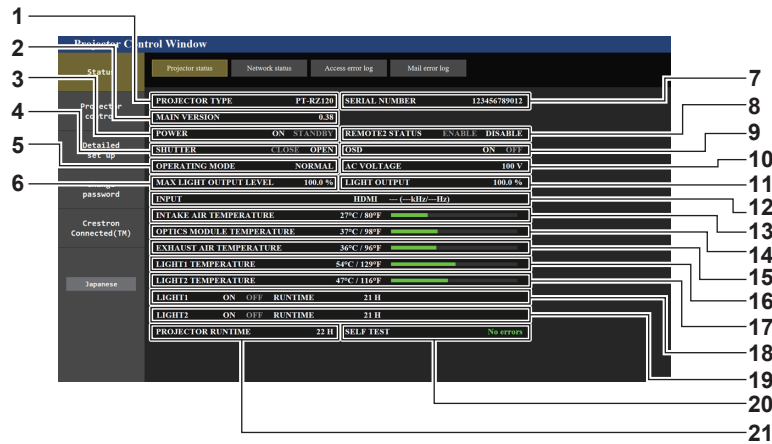 Projector Control Window
Status
Projector status Network status Access error log Mail error log
Projector control
Detailed set up
password
Crestron Connected(TM)
Japanese
PROJECTOR TYPE PT-RZ120 SERIAL NUMBER 123456789012
MAIN VERSION 0.38
POWER ON STANDBY REMOTE2 STATUS ENABLE DISABLE
SHUTTER CLOSE OPEN OSD ON OFF
OPERATING MODE NORMAL AC VOLTAGE 100 V
MAX LIGHT OUTPUT LEVEL 100.0 % LIGHT OUTPUT 100.0 %
INPUT HDMI --- (---kHz/---Hz)
INTAKE AIR TEMPERATURE 27°C / 80°F
OPTICS MODULE TEMPERATURE 37°C / 98°F
EXHAUST AIR TEMPERATURE 36°C / 96°F
LIGHT1 TEMPERATURE 54°C / 129°F
LIGHT2 TEMPERATURE 47°C / 116°F
LIGHT1 ON OFF RUNTIME 21 H
LIGHT2 ON OFF RUNTIME 21 H
PROJECTOR RUNTIME 22 H SELF TEST No errors
1
2
3
4
5
6
7
8
9
10
11
12
13
14
15
16
17
18
19
20
21